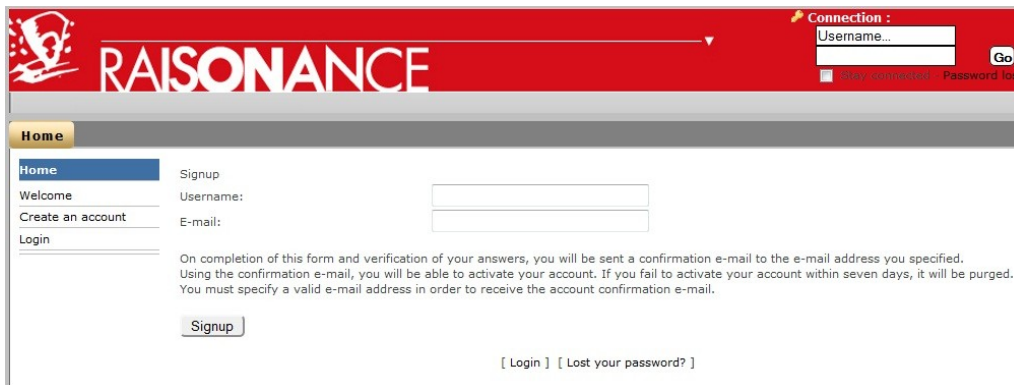 Connection :
Username...
RAISONANCE
Go
Stay connected - Password los
Home
Home
Welcome
Create an account
Login
Signup
Username:
E-mail:
On completion of this form and verification of your answers, you will be sent a confirmation e-mail to the e-mail address you specified.
Using the confirmation e-mail, you will be able to activate your account. If you fail to activate your account within seven days, it will be purged.
You must specify a valid e-mail address in order to receive the account confirmation e-mail.
Signup
[ Login ] [ Lost your password? ]